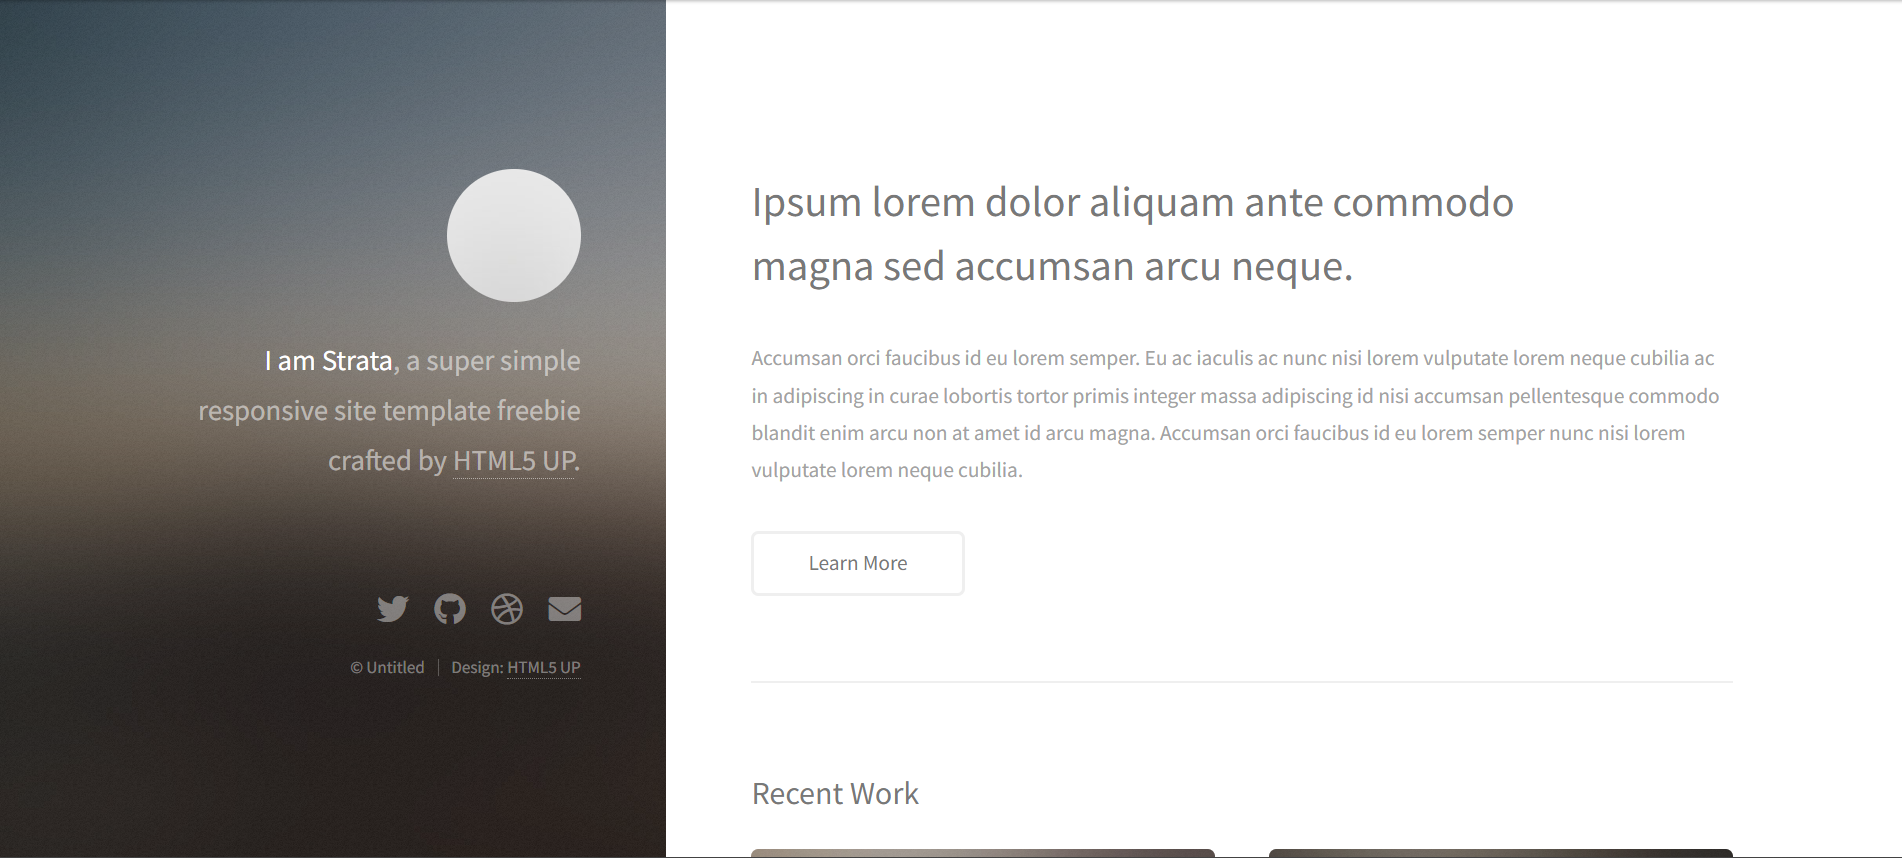 I am Strata, a super simple
responsive site template freebie
crafted by HTML5 UP.
© Untitled
Design: HTML5 UP
Ipsum lorem dolor aliquam ante commodo
magna sed accumsan arcu neque.
Accumsan orci faucibus id eu lorem semper. Eu ac iaculis ac nunc nisi lorem vulputate lorem neque cubilia ac
in adipiscing in curae lobortis tortor primis integer massa adipiscing id nisi accumsan pellentesque commodo
blandit enim arcu non at amet id arcu magna. Accumsan orci faucibus id eu lorem semper nunc nisi lorem
vulputate lorem neque cubilia.
Learn More
Recent Work